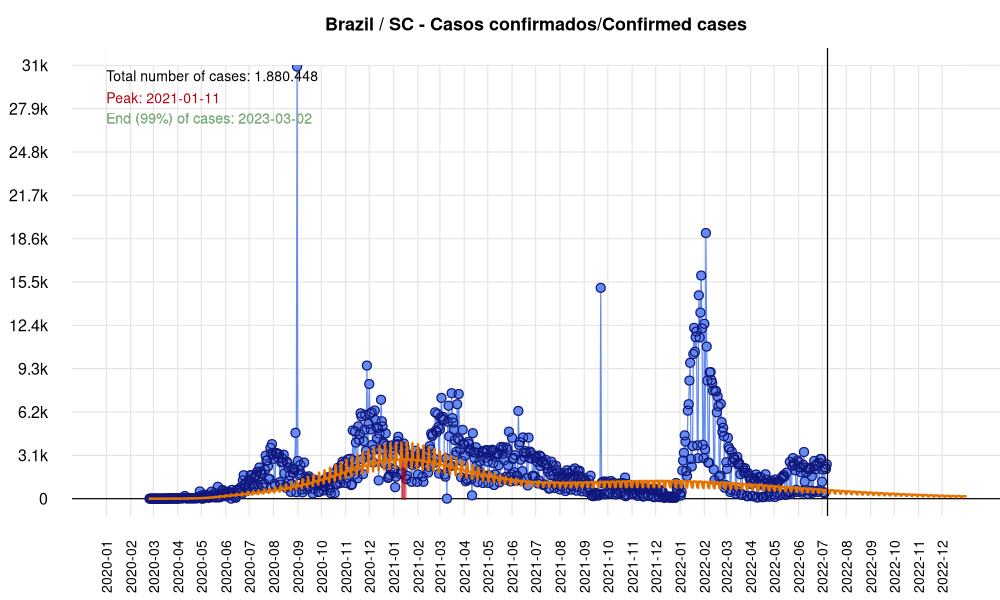 Brazil / SC - Casos confirmados/Confirmed cases
31k
Total number of cases: 1.880.448
Peak: 2021-01-11
27.9k
End (99%) of cases: 2023-03-02
24.8k
21.7k
18.6k
15.5k
12.4k
9.3k
6.2k
3.1k
0
2020-01
2020-02
2020-03
2020-04
2020-05
2020-06
2020-07
2020-08
2020-09
2020-10
2020-11
2020-12
2021-01
2021-02
2021-03
2021-04
2021-05
2021-06
2021-07
2021-08
2021-09
2021-10
2021-11
2021-12
2022-01
2022-02
2022-03
2022-04
2022-05
2022-06
2022-07
2022-08
2022-09
2022-10
2022-11
2022-12